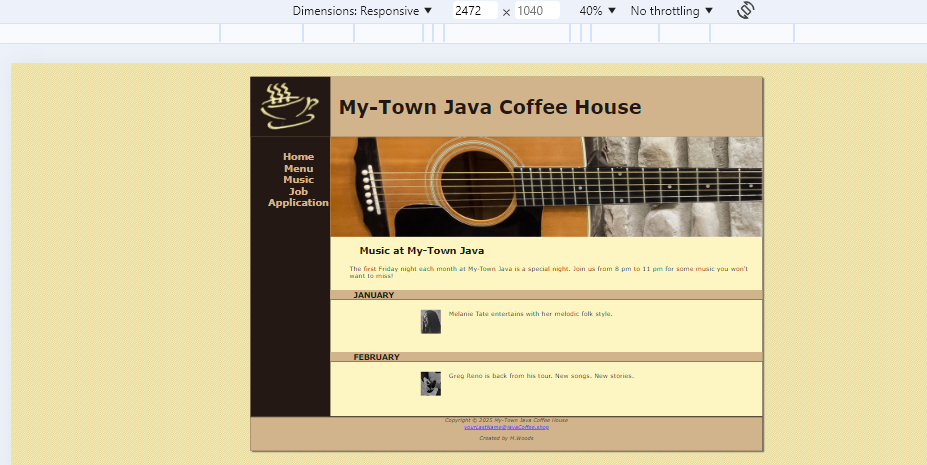 Dimensions: Responsive ▼ 2472 × 1040 40% ▼ No throttling ▼
My-Town Java Coffee House
Home
Menu
Music
Job
Application
Music at My-Town Java
The first Friday night each month at My-Town Java is a special night. Join us from 8 pm to 11 pm for some music you won't
want to miss!
JANUARY
Melanie Tate entertains with her melodic folk style.
FEBRUARY
Greg Reno is back from his tour. New songs. New stories.
Copyright © 2025 My-Town Java Coffee House
yourLastName@javaCoffee.shop
Created by M.Woods